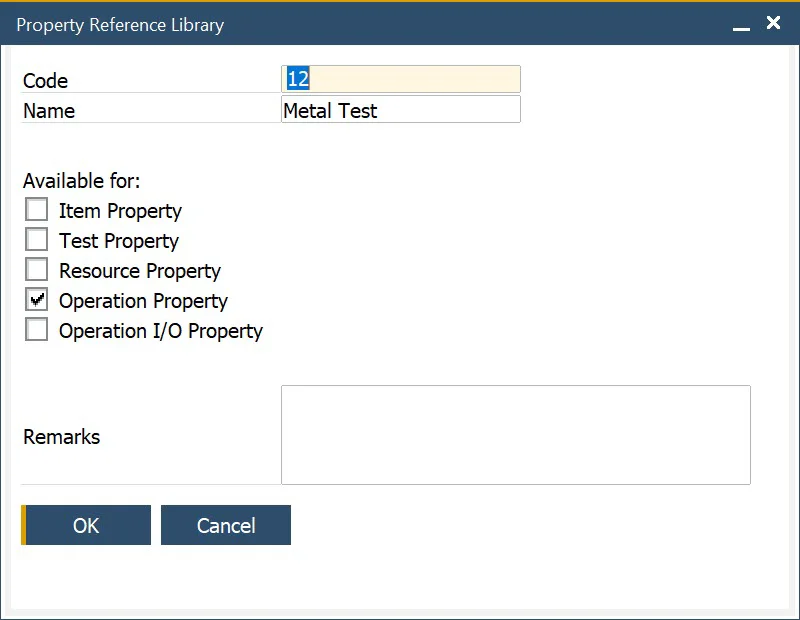 Property Reference Library
Code 12
Name Metal Test
Available for:
Item Property
Test Property
Resource Property
Operation Property
Operation I/O Property
Remarks
OK Cancel